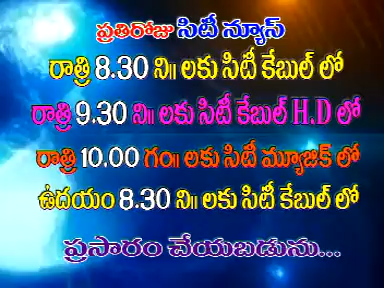 ప్రతిరోజు సిటీ న్యూస్
రాత్రి 8.30 ని॥ లకు సిటీ కేబుల్ లో
రాత్రి 9.30 ని॥ లకు సిటీ కేబుల్ H.D లో
రాత్రి 10.00 గం॥ లకు సిటీ మ్యూజిక్ లో
ఉదయం 8.30 ని॥ లకు సిటీ కేబుల్ లో
ప్రసారం చేయబడును...